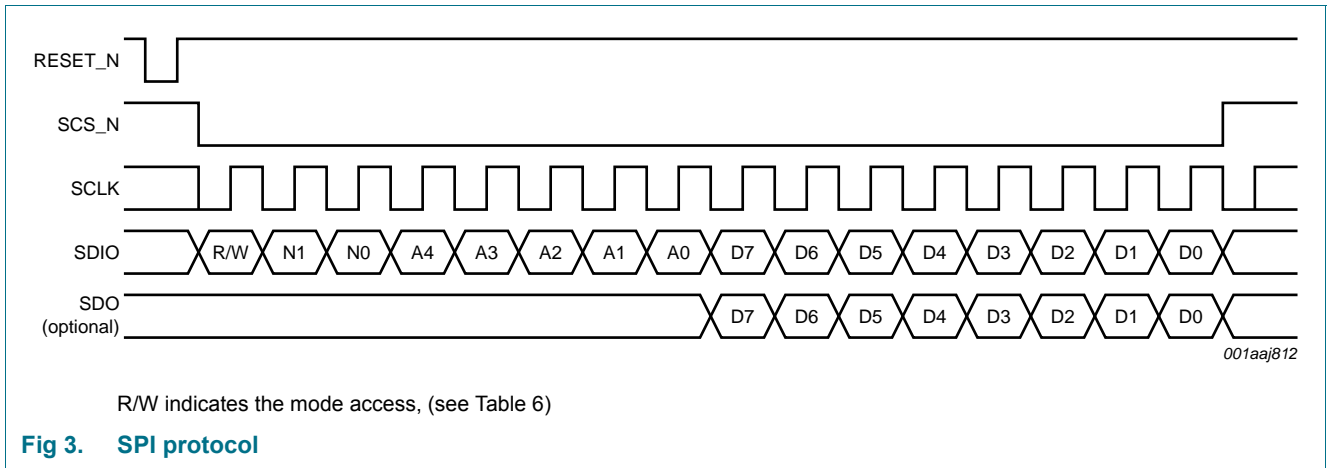 RESET_N
SCS_N
SCLK
SDIO R/W N1 N0 A4 A3 A2 A1 A0 D7 D6 D5 D4 D3 D2 D1 D0
SDO
(optional) D7 D6 D5 D4 D3 D2 D1 D0
001aaj812
R/W indicates the mode access, (see Table 6)
Fig 3. SPI protocol